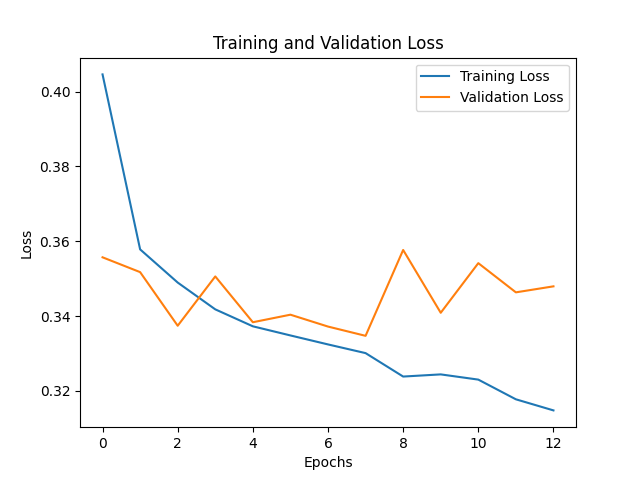 Training and Validation Loss
Training Loss
Validation Loss
Loss
0.40
0.38
0.36
0.34
0.32
0 2 4 6 8 10 12
Epochs